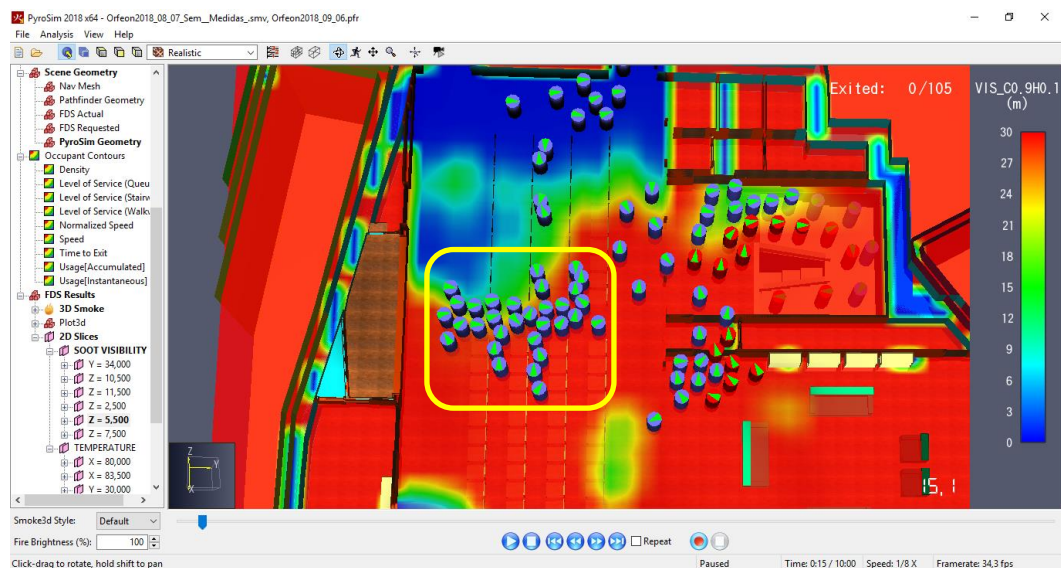 PyroSim 2018 x64 - Orfeon2018_08_07_Sem__Medidas_.smv, Orfeon2018_09_06.pfr
File Analysis View Help
Realistic
Scene Geometry
Nav Mesh
Pathfinder Geometry
FDS Actual
FDS Requested
PyroSim Geometry
Occupant Contours
Density
Level of Service (Queu
Level of Service (Stairw
Level of Service (Walkw
Normalized Speed
Speed
Time to Exit
Usage[Accumulated]
Usage[Instantaneous]
FDS Results
3D Smoke
Plot3d
2D Slices
SOOT VISIBILITY
Y = 34,000
Z = 10,500
Z = 11,500
Z = 2,500
Z = 5,500
Z = 7,500
TEMPERATURE
X = 80,000
X = 83,500
Y = 30,000
Exited: 0/105
VIS_C0.9H0.1
(m)
30
27
24
21
18
15
12
9
6
3
0
Z
Y
X
15,1
Smoke3d Style: Default
Fire Brightness (%): 100
Repeat
Click-drag to rotate, hold shift to pan
Paused
Time: 0:15 / 10:00
Speed: 1/8 X
Framerate: 34,3 fps